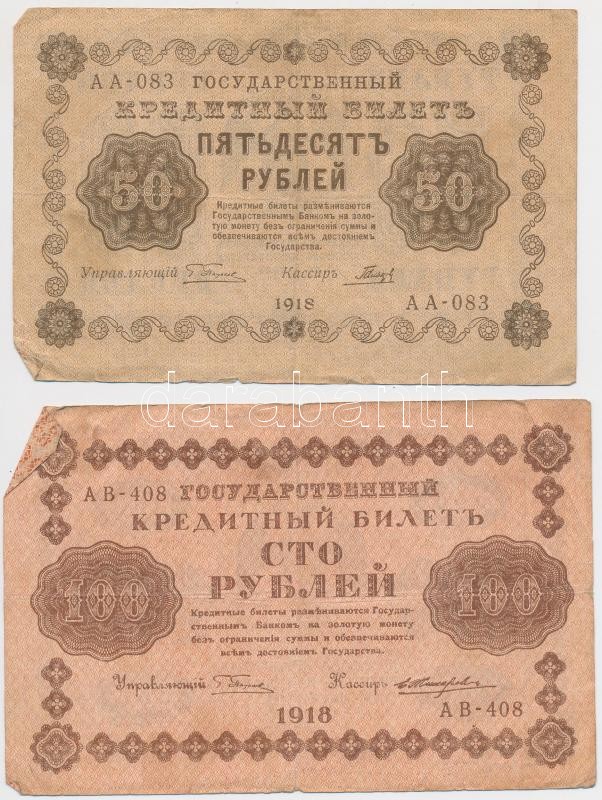 АА-083 ГОСУДАРСТВЕННЫЙ
КРЕДИТНЫЙ БИЛЕТЪ
ПЯТЬДЕСЯТЪ
РУБЛЕЙ
50
50
Кредитные билеты размѣниваются
Государственнымъ Банкомъ на золо-
тую монету безъ ограниченія суммы и
обезпечиваются всѣмъ достояніемъ
Государства.
Управляющій
Кассиръ
1918
АА-083
darabanth
АВ-408 ГОСУДАРСТВЕННЫЙ
КРЕДИТНЫЙ БИЛЕТЪ
СТО
РУБЛЕЙ
100
100
Кредитные билеты размѣниваются Государ-
ственнымъ Банкомъ на золотую монету
безъ ограниченія суммы и обезпечиваются
всѣмъ достояніемъ Государства.
Управляющій
Кассиръ
1918
АВ-408